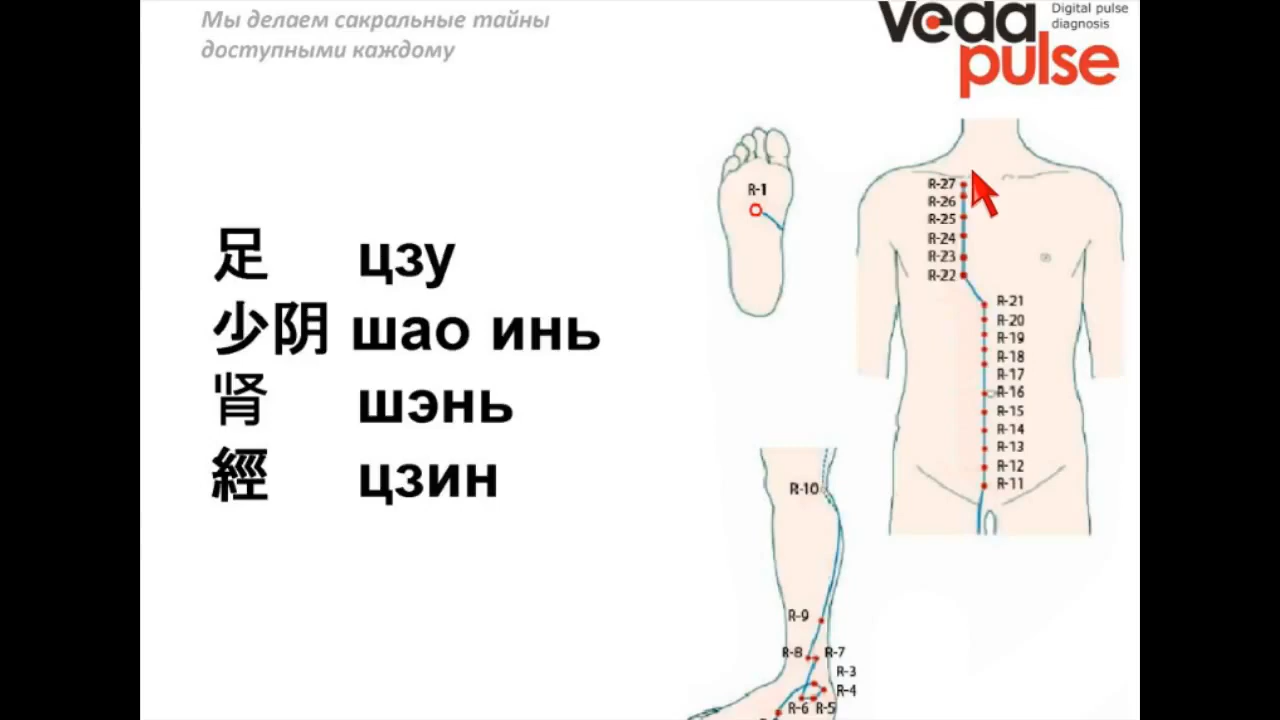 Мы делаем сакральные тайны
доступными каждому
veda
pulse
Digital pulse
diagnosis
足 цзу
少阴 шао инь
肾 шэнь
經 цзин
R-1
R-27
R-26
R-25
R-24
R-23
R-22
R-21
R-20
R-19
R-18
R-17
R-16
R-15
R-14
R-13
R-12
R-11
R-10
R-9
R-8 R-7
R-3
R-4
R-6 R-5